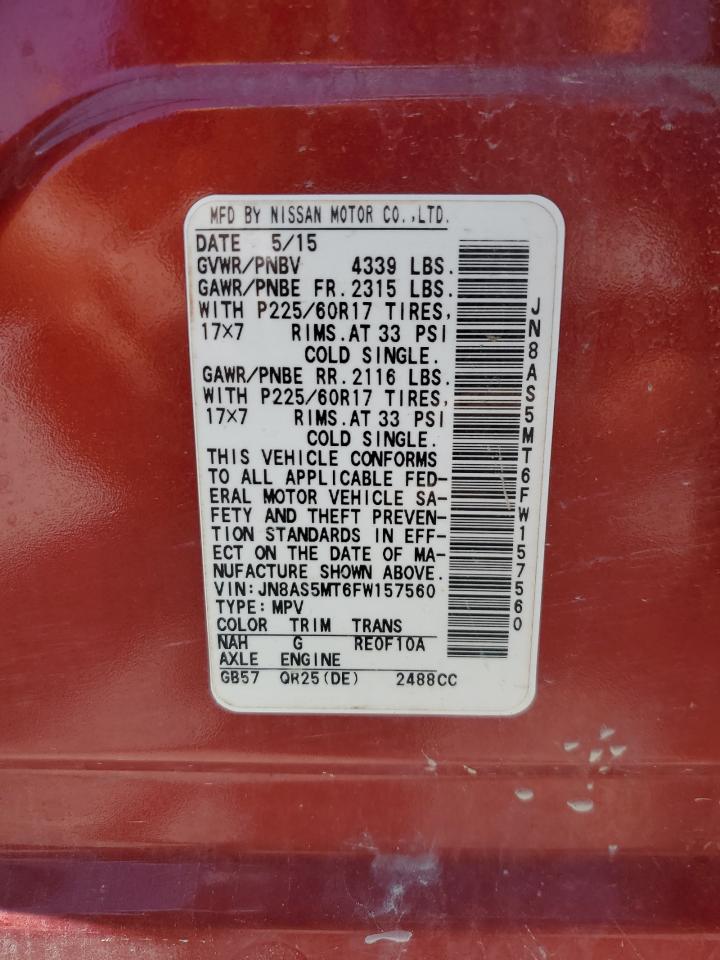 MFD BY NISSAN MOTOR CO.,LTD.
DATE 5/15
GVWR/PNBV 4339 LBS.
GAWR/PNBE FR. 2315 LBS.
WITH P225/60R17 TIRES,
17×7 RIMS. AT 33 PSI
COLD SINGLE.
GAWR/PNBE RR. 2116 LBS.
WITH P225/60R17 TIRES,
17×7 RIMS. AT 33 PSI
COLD SINGLE.
THIS VEHICLE CONFORMS
TO ALL APPLICABLE FED-
ERAL MOTOR VEHICLE SA-
FETY AND THEFT PREVEN-
TION STANDARDS IN EFF-
ECT ON THE DATE OF MA-
NUFACTURE SHOWN ABOVE.
VIN:JN8AS5MT6FW157560
TYPE:MPV
COLOR TRIM TRANS
NAH G RE0F10A
AXLE ENGINE
GB57 QR25(DE) 2488CC
JN8AS5MT6FW157560